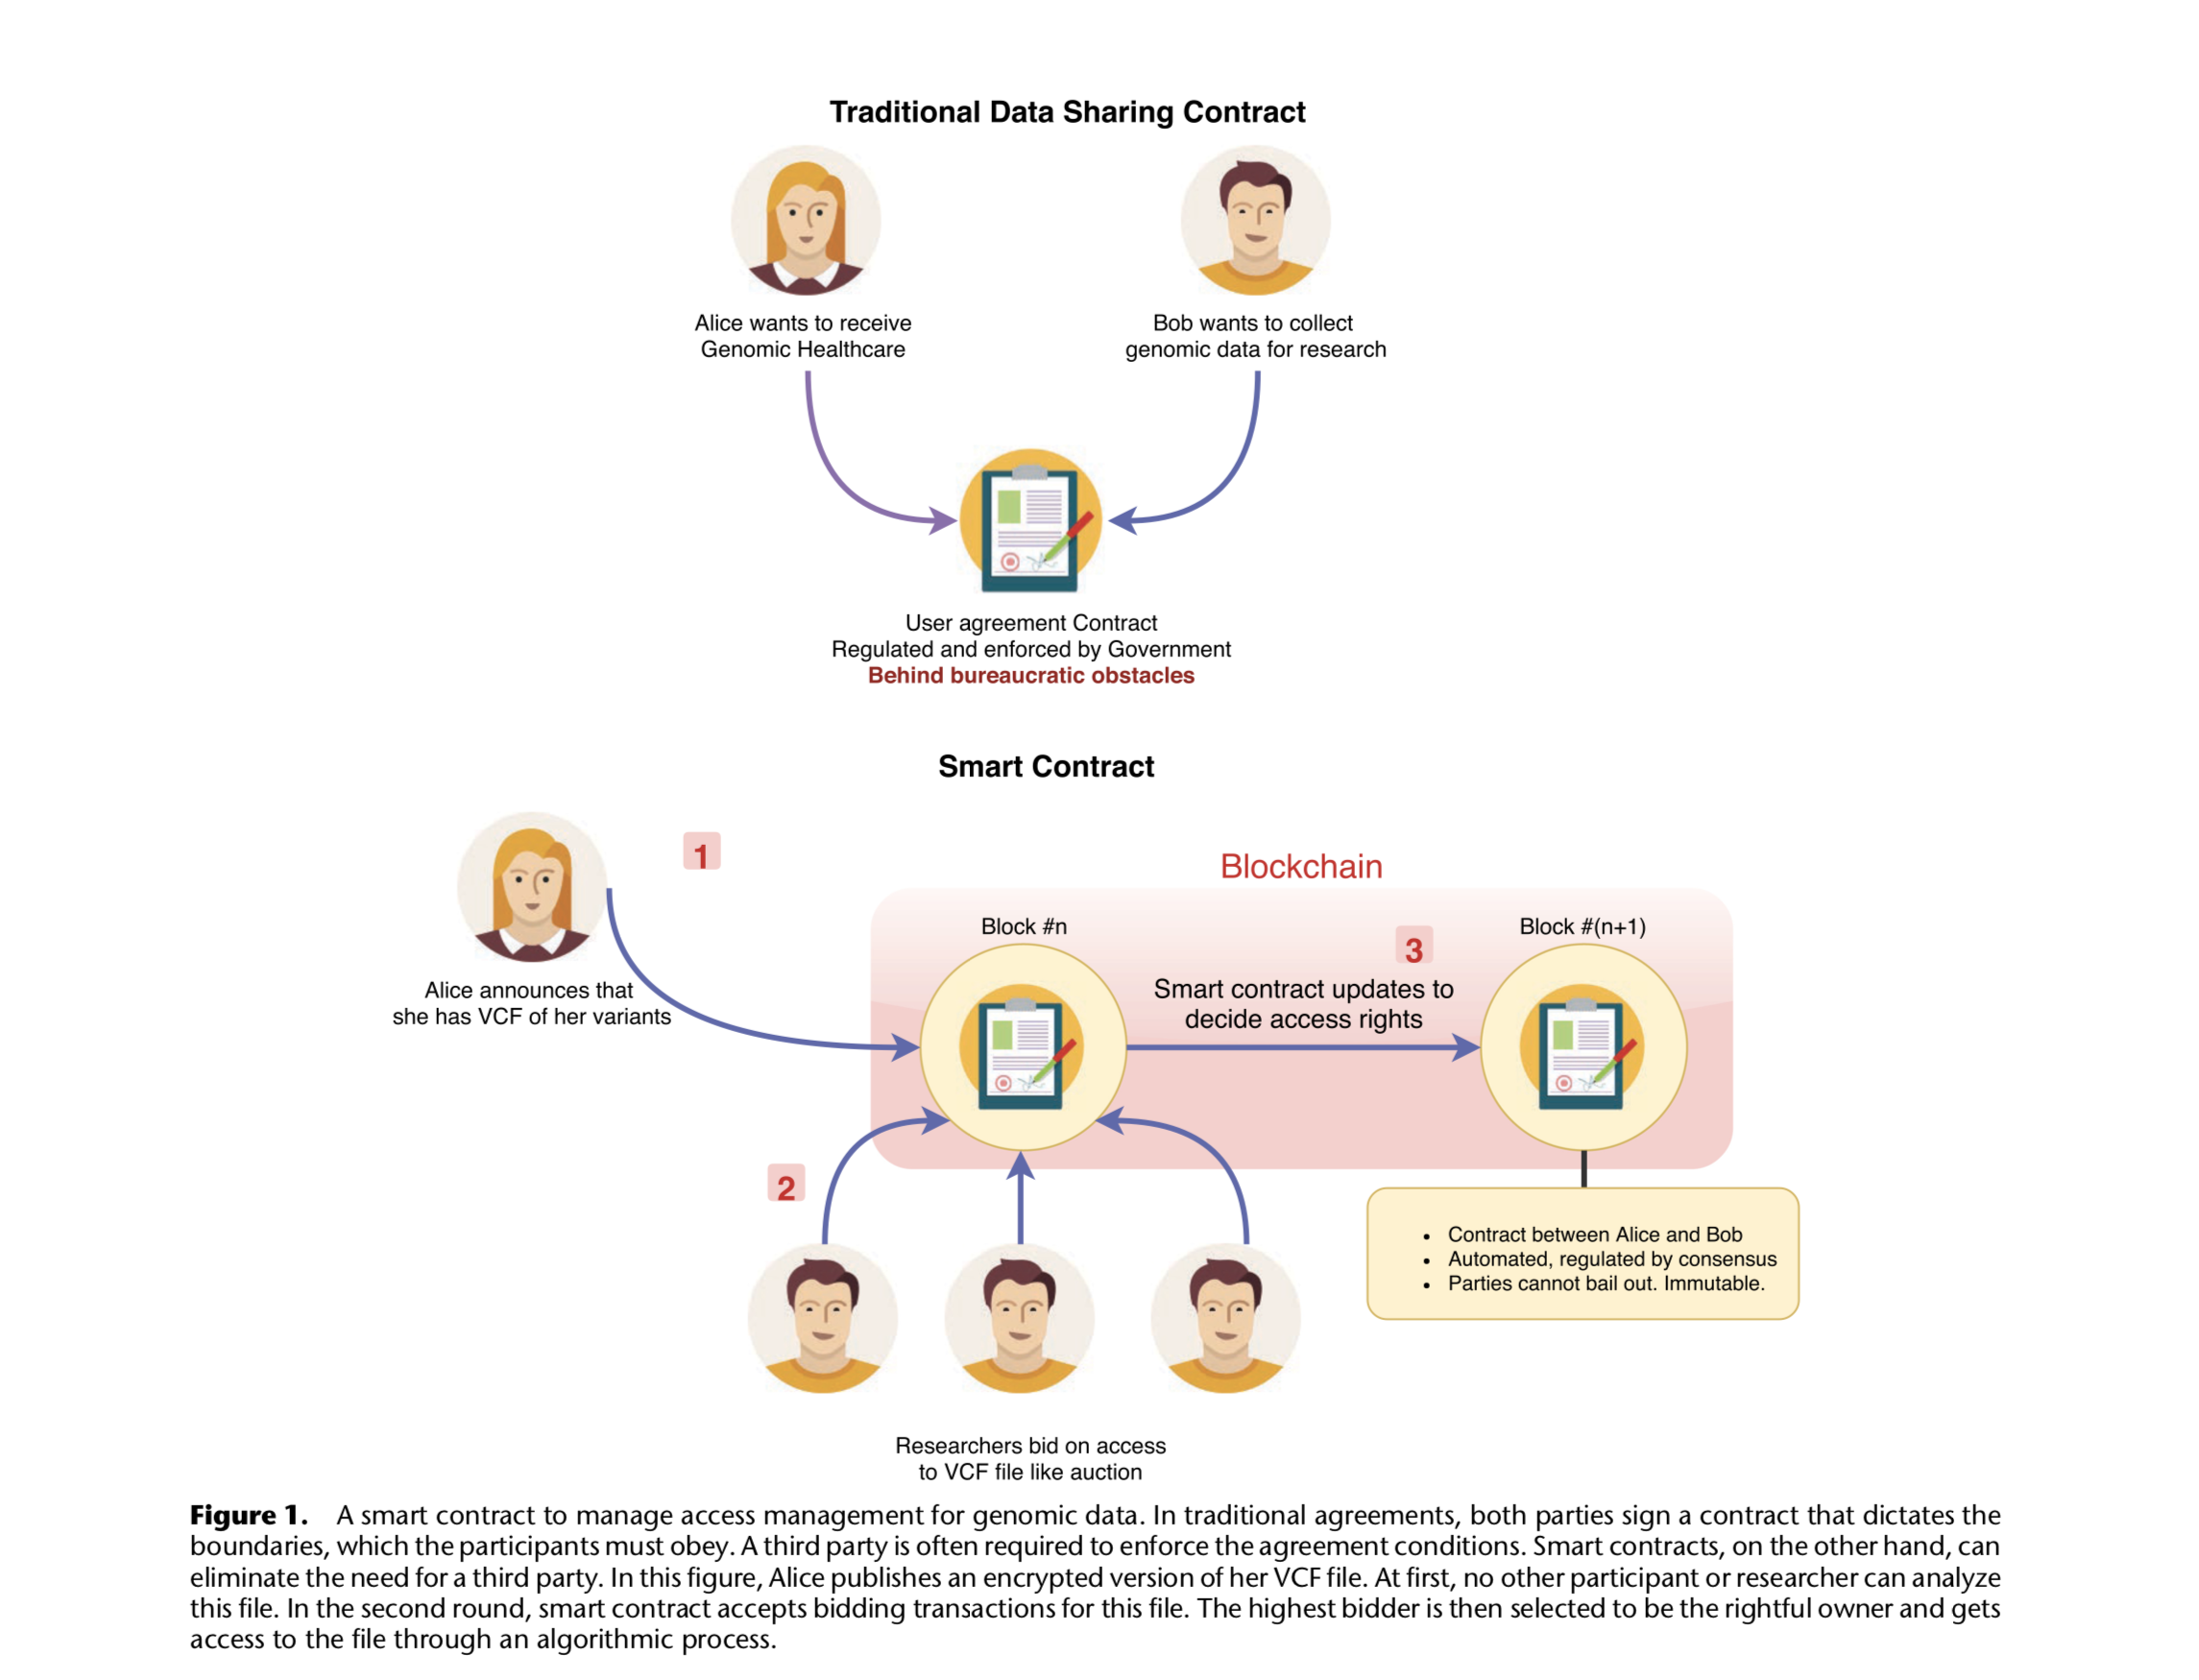 Traditional Data Sharing Contract
Alice wants to receive
Genomic Healthcare
Bob wants to collect
genomic data for research
User agreement Contract
Regulated and enforced by Government
Behind bureaucratic obstacles
Smart Contract
1
Alice announces that
she has VCF of her variants
Blockchain
Block #n
3
Smart contract updates to
decide access rights
Block #(n+1)
2
• Contract between Alice and Bob
• Automated, regulated by consensus
• Parties cannot bail out. Immutable.
Researchers bid on access
to VCF file like auction
Figure 1. A smart contract to manage access management for genomic data. In traditional agreements, both parties sign a contract that dictates the
boundaries, which the participants must obey. A third party is often required to enforce the agreement conditions. Smart contracts, on the other hand, can
eliminate the need for a third party. In this figure, Alice publishes an encrypted version of her VCF file. At first, no other participant or researcher can analyze
this file. In the second round, smart contract accepts bidding transactions for this file. The highest bidder is then selected to be the rightful owner and gets
access to the file through an algorithmic process.